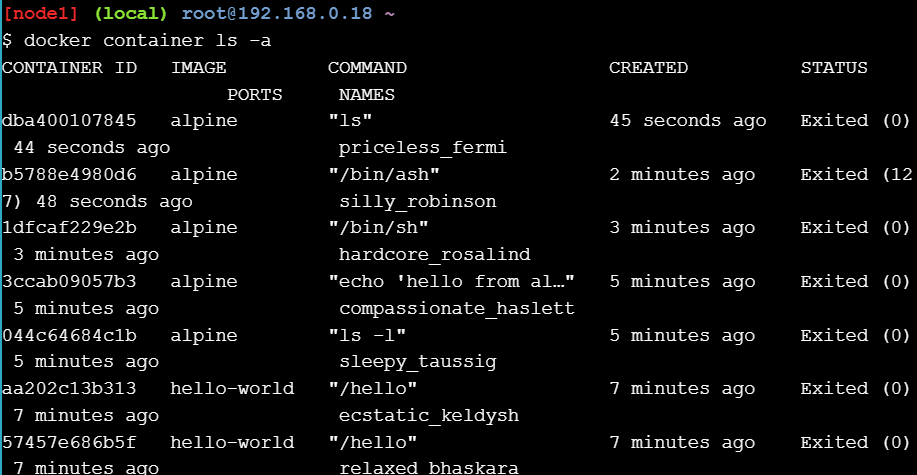 [node1] (local) root@192.168.0.18 ~
$ docker container ls -a
CONTAINER ID   IMAGE         COMMAND                  CREATED          STATUS
                    PORTS     NAMES
dba400107845   alpine        "ls"                     45 seconds ago   Exited (0)
 44 seconds ago               priceless_fermi
b5788e4980d6   alpine        "/bin/ash"               2 minutes ago    Exited (12
7) 48 seconds ago             silly_robinson
1dfcaf229e2b   alpine        "/bin/sh"                3 minutes ago    Exited (0)
 3 minutes ago                hardcore_rosalind
3ccab09057b3   alpine        "echo 'hello from al…"   5 minutes ago    Exited (0)
 5 minutes ago                compassionate_haslett
044c64684c1b   alpine        "ls -l"                  5 minutes ago    Exited (0)
 5 minutes ago                sleepy_taussig
aa202c13b313   hello-world   "/hello"                 7 minutes ago    Exited (0)
 7 minutes ago                ecstatic_keldysh
57457e686b5f   hello-world   "/hello"                 7 minutes ago    Exited (0)
 7 minutes ago                relaxed_bhaskara